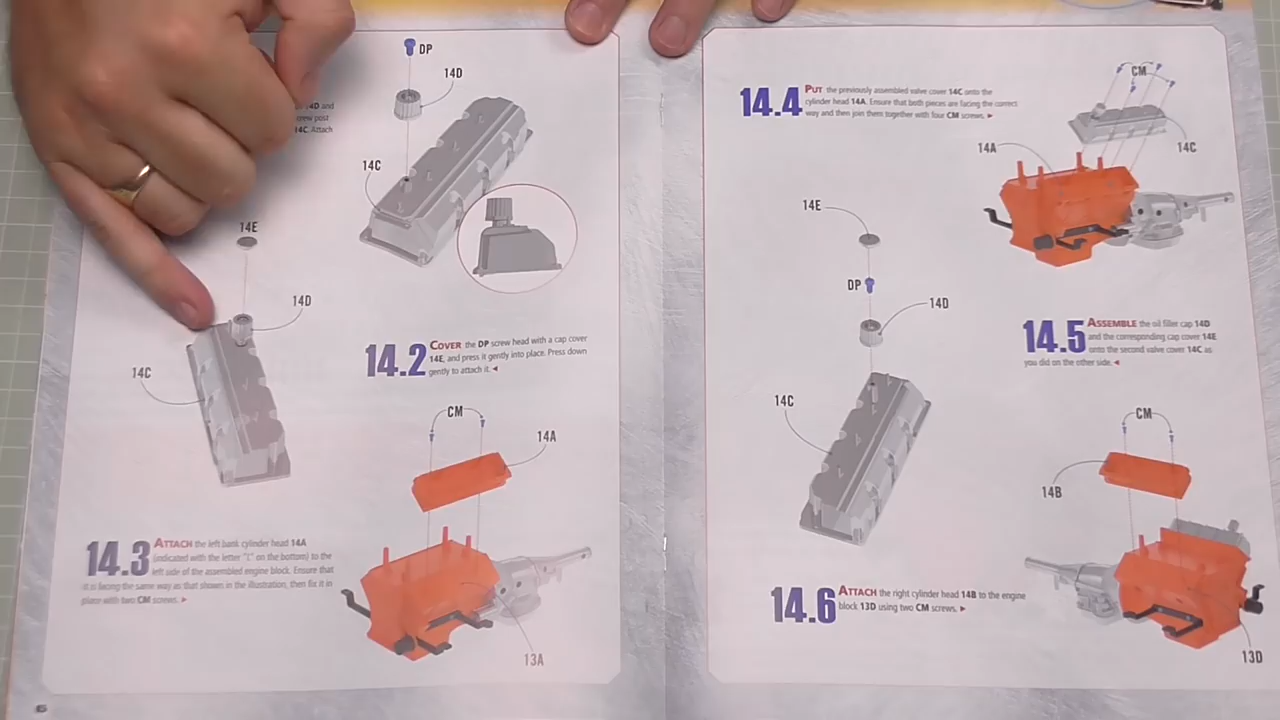 DP
14D
14D and
screw post
14C. Attach
14C
14E
14D
14C
14.2 COVER the DP screw head with a cap cover
14E, and press it gently into place. Press down
gently to attach it.
CM
14A
14.3 ATTACH the left bank cylinder head 14A
(indicated with the letter "L" on the bottom) to the
left side of the assembled engine block. Ensure that
it is facing the same way as that shown in the illustration, then fix it in
place with two CM screws.
13A
14.4 PUT the previously assembled valve cover 14C onto the
cylinder head 14A. Ensure that both pieces are facing the correct
way and then join them together with four CM screws.
CM
14A
14C
14E
DP
14D
14C
14.5 ASSEMBLE the oil filler cap 14D
and the corresponding cap cover 14E
onto the second valve cover 14C as
you did on the other side.
CM
14B
14.6 ATTACH the right cylinder head 14B to the engine
block 13D using two CM screws.
13D